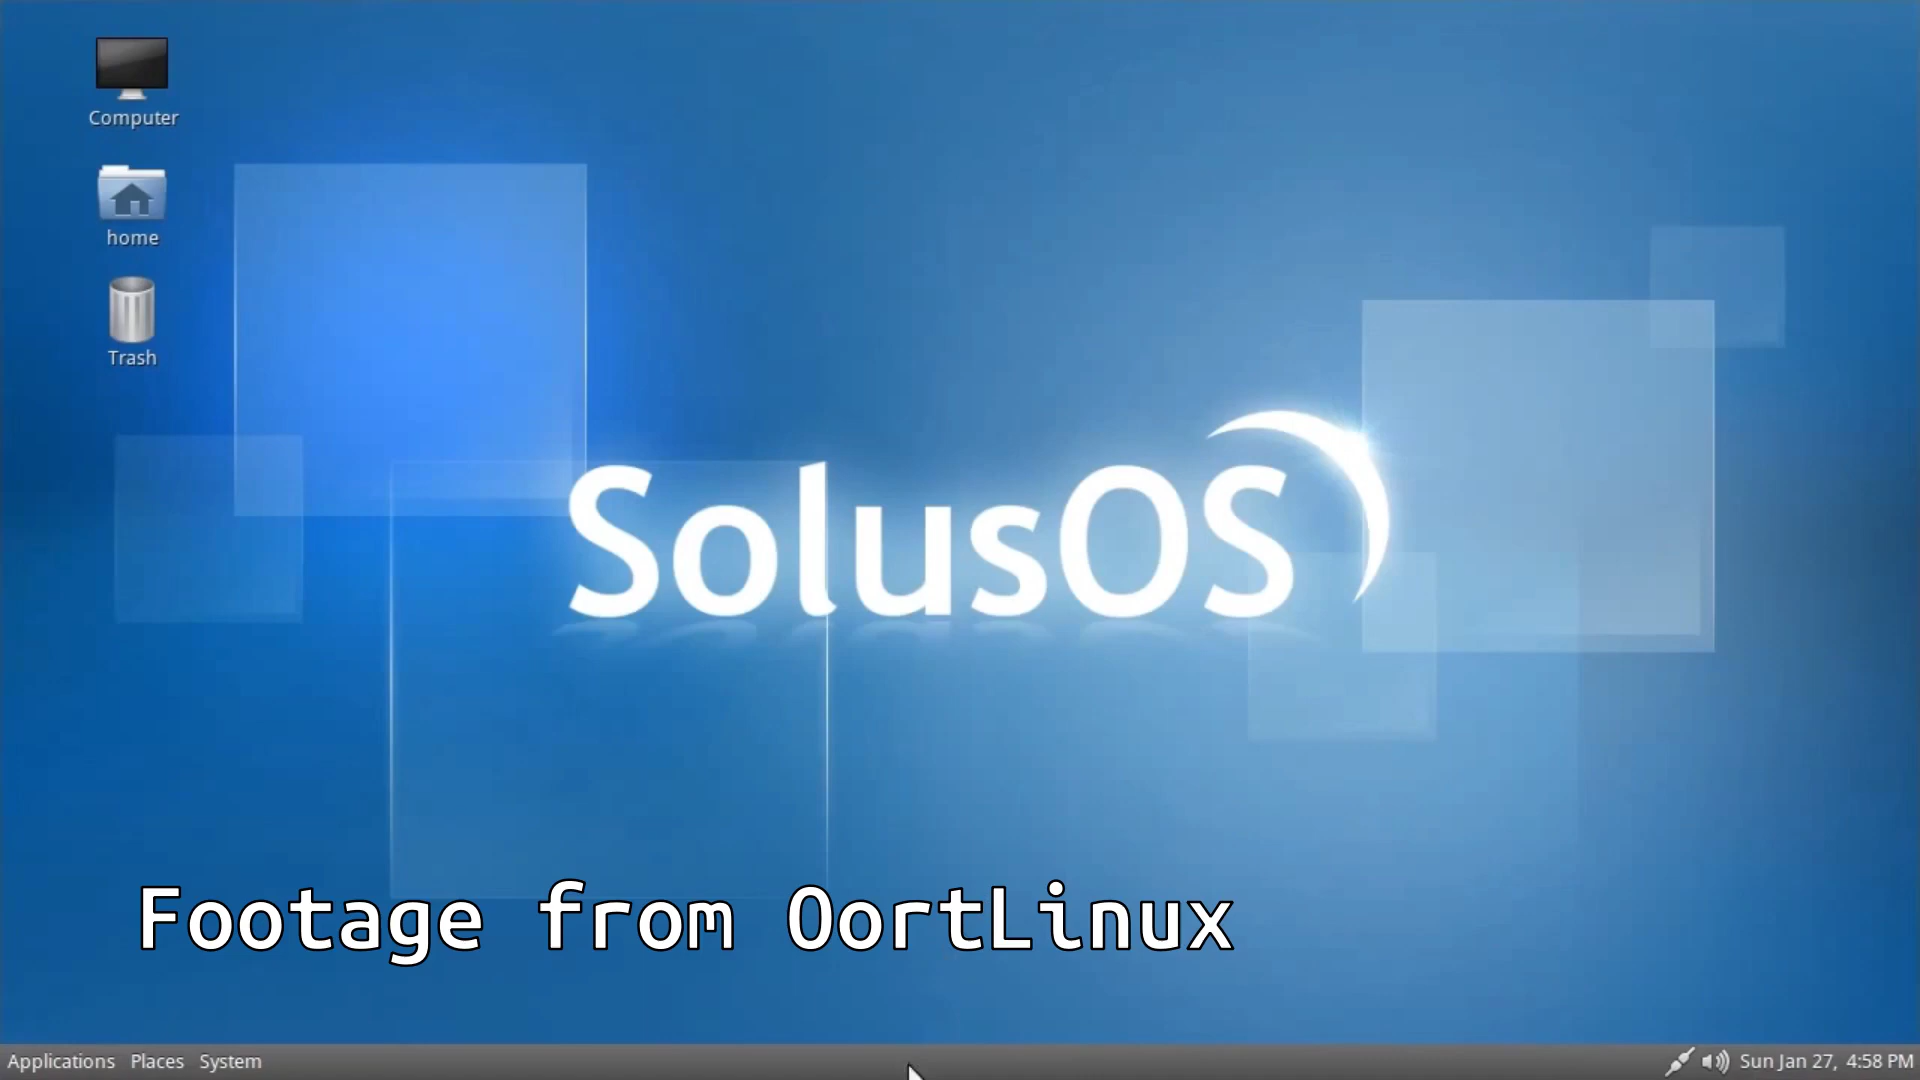 Computer
home
Trash
SolusOS
Footage from OortLinux
Applications Places System Sun Jan 27, 4:58 PM